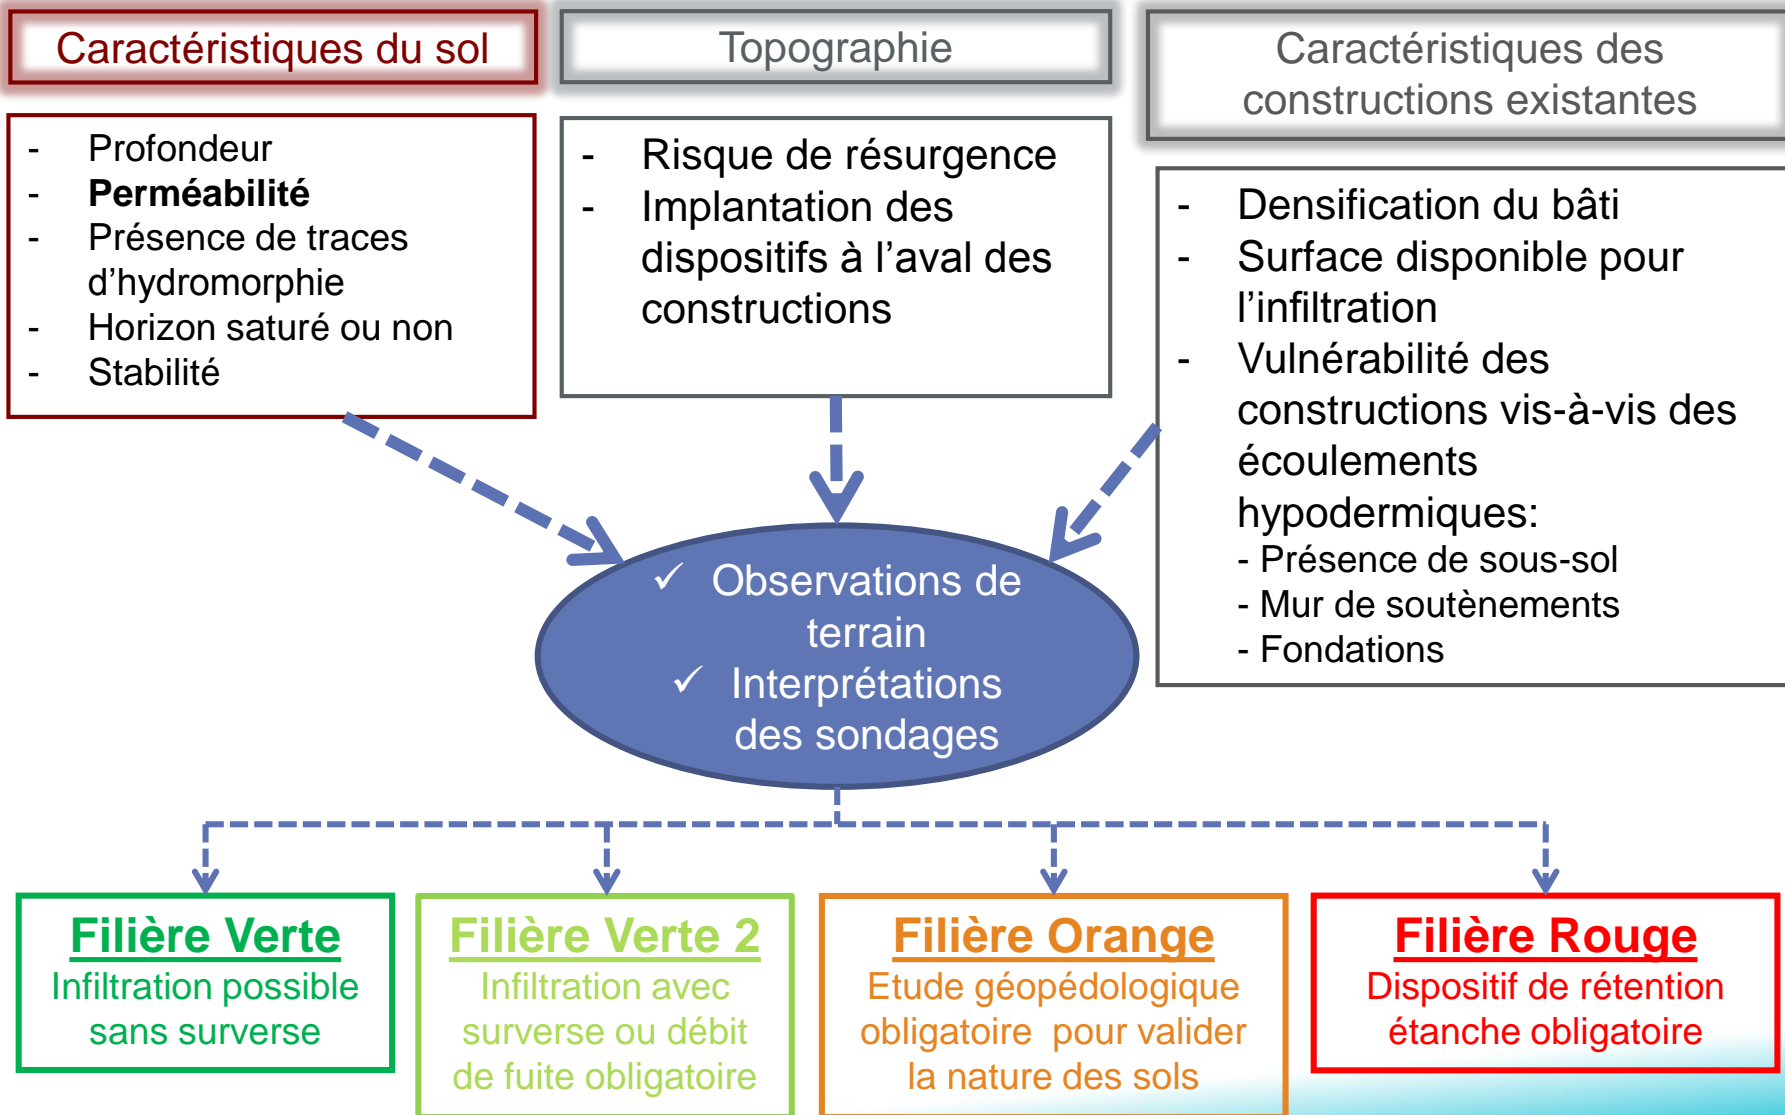 Caractéristiques du sol
- Profondeur
- Perméabilité
- Présence de traces
d'hydromorphie
- Horizon saturé ou non
- Stabilité
Topographie
- Risque de résurgence
- Implantation des
dispositifs à l'aval des
constructions
Caractéristiques des
constructions existantes
- Densification du bâti
- Surface disponible pour
l'infiltration
- Vulnérabilité des
constructions vis-à-vis des
écoulements
hypodermiques:
- Présence de sous-sol
- Mur de soutènements
- Fondations
✓ Observations de
terrain
✓ Interprétations
des sondages
Filière Verte
Infiltration possible
sans surverse
Filière Verte 2
Infiltration avec
surverse ou débit
de fuite obligatoire
Filière Orange
Etude géopédologique
obligatoire pour valider
la nature des sols
Filière Rouge
Dispositif de rétention
étanche obligatoire